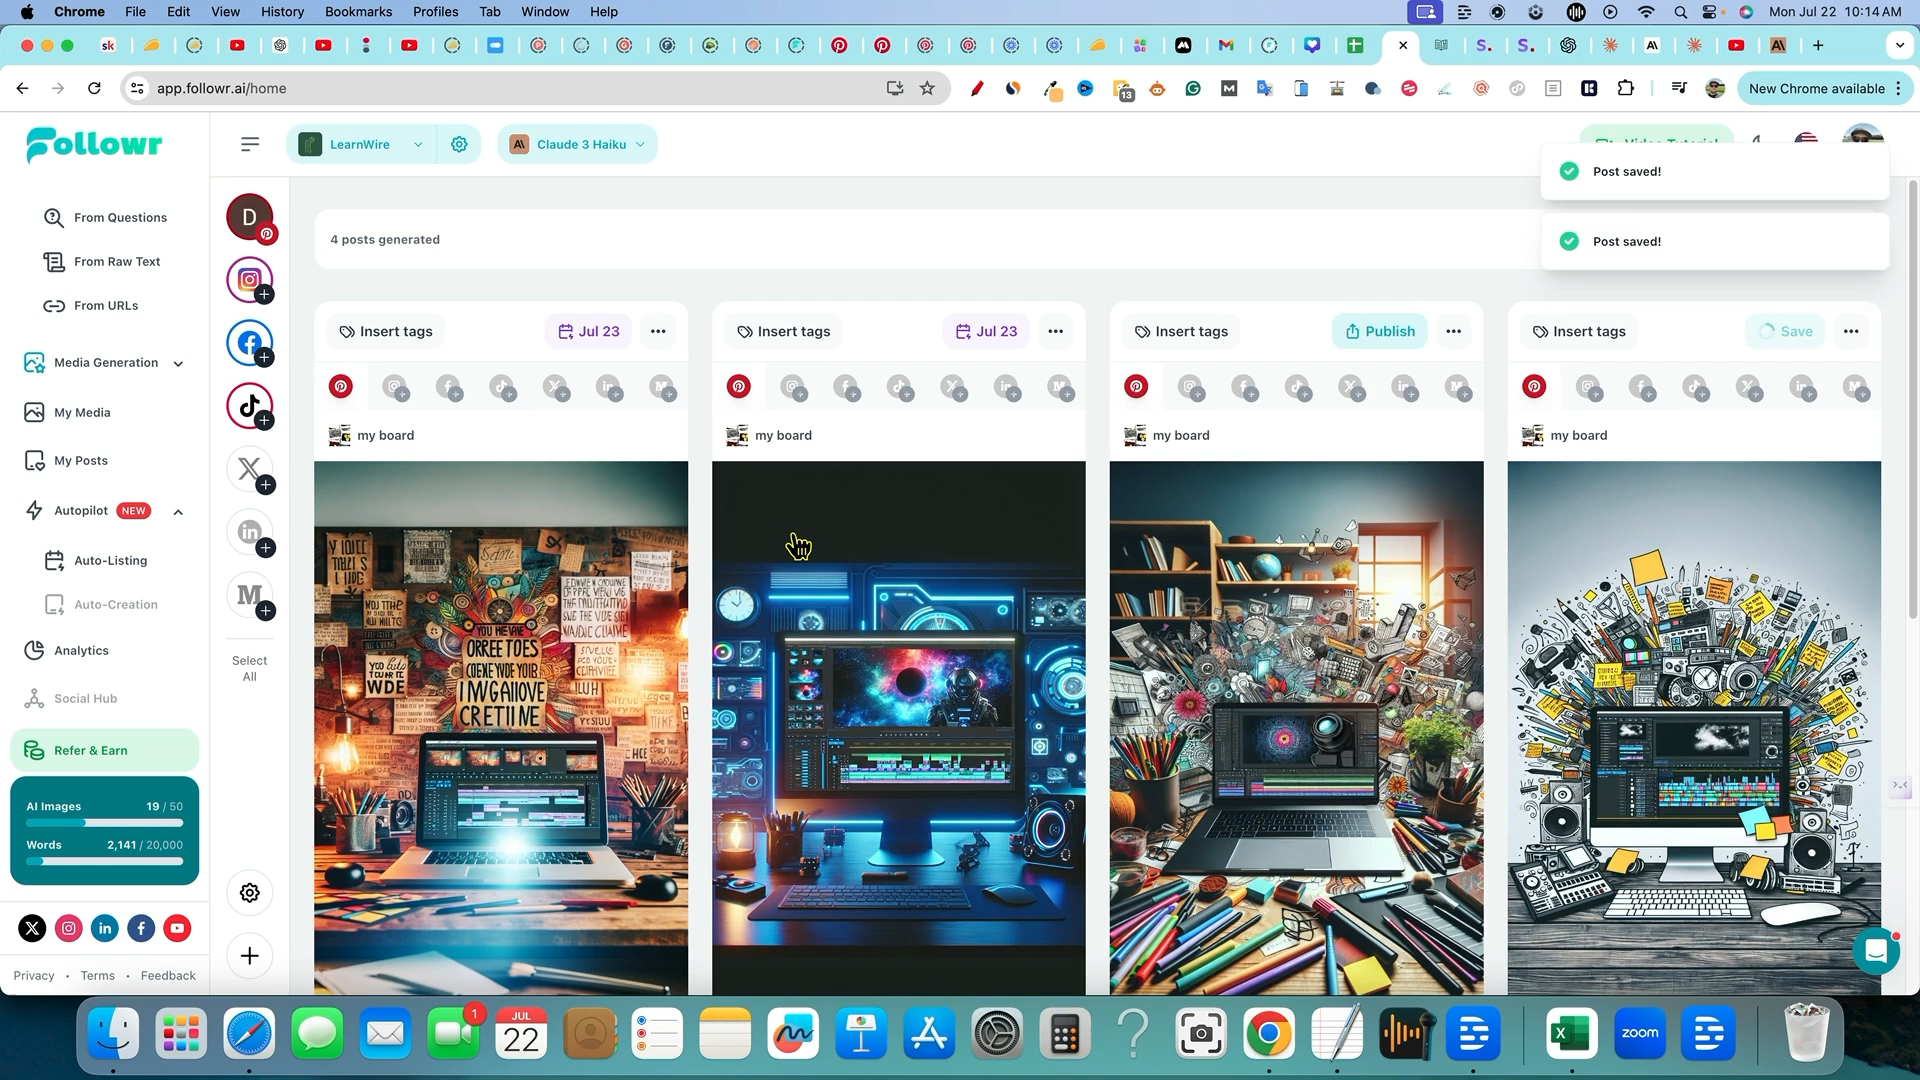 Chrome File Edit View History Bookmarks Profiles Tab Window Help
Mon Jul 22 10:14 AM
app.followr.ai/home
13
New Chrome available
Followr
LearnWire
Claude 3 Haiku
Post saved!
Post saved!
From Questions
From Raw Text
From URLs
Media Generation
My Media
My Posts
Autopilot NEW
Auto-Listing
Auto-Creation
Analytics
Social Hub
Refer & Earn
AI Images 19 / 50
Words 2,141 / 20,000
Privacy · Terms · Feedback
D
Select
All
4 posts generated
Insert tags Jul 23
Insert tags Jul 23
Insert tags Publish
Insert tags Save
my board
my board
my board
my board
1
JUL
22
zoom